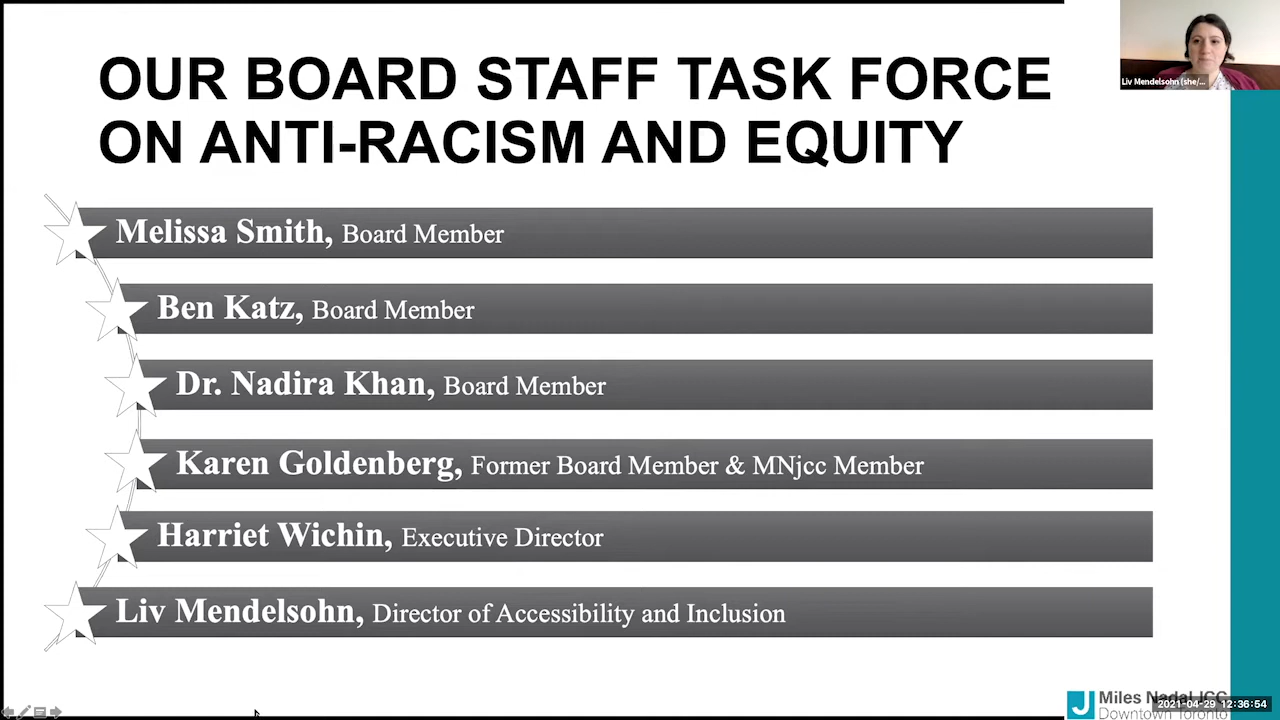 OUR BOARD STAFF TASK FORCE
ON ANTI-RACISM AND EQUITY
Liv Mendelsohn (she/...
Melissa Smith, Board Member
Ben Katz, Board Member
Dr. Nadira Khan, Board Member
Karen Goldenberg, Former Board Member & MNjcc Member
Harriet Wichin, Executive Director
Liv Mendelsohn, Director of Accessibility and Inclusion
J Miles Nadal JCC
Downtown Toronto
2021-04-29 12:36:54